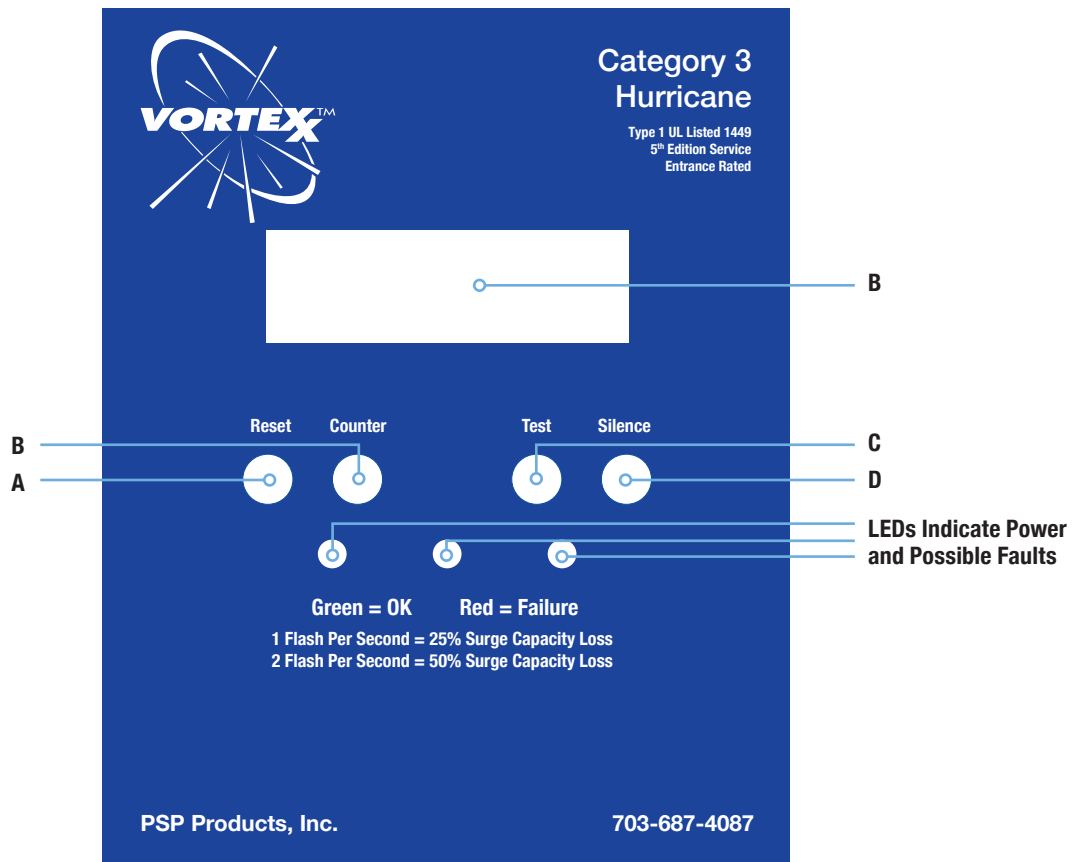 VORTEXX™
Category 3
Hurricane
Type 1 UL Listed 1449
5th Edition Service
Entrance Rated
B
Reset
Counter
Test
Silence
B
A
C
D
LEDs Indicate Power
and Possible Faults
Green = OK
Red = Failure
1 Flash Per Second = 25% Surge Capacity Loss
2 Flash Per Second = 50% Surge Capacity Loss
PSP Products, Inc.
703-687-4087